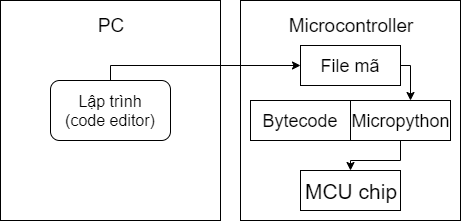 PC
Microcontroller
File mã
Lập trình
(code editor)
Bytecode
Micropython
MCU chip